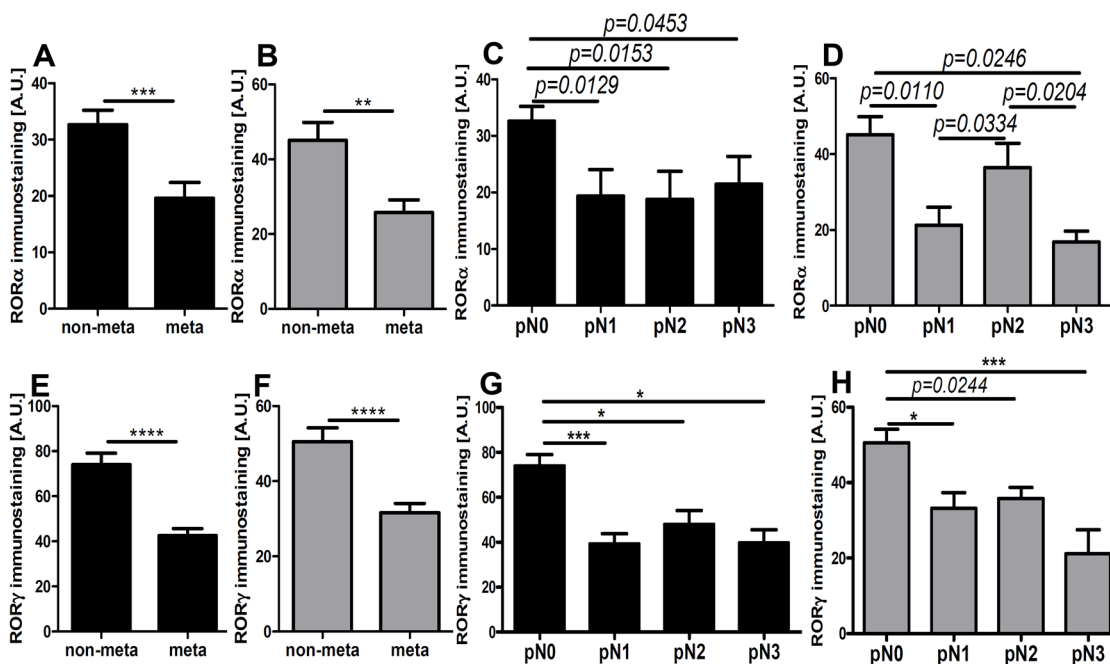 A
RORα immunostaining [A.U.]
40
30
20
10
0
***
non-meta meta
B
RORα immunostaining [A.U.]
60
40
20
0
**
non-meta meta
C
RORα immunostaining [A.U.]
40
30
20
10
0
p=0.0453
p=0.0153
p=0.0129
pN0 pN1 pN2 pN3
D
RORα immunostaining [A.U.]
60
40
20
0
p=0.0246
p=0.0110 p=0.0204
p=0.0334
pN0 pN1 pN2 pN3
E
RORγ immunostaining [A.U.]
100
80
60
40
20
0
****
non-meta meta
F
RORγ immunostaining [A.U.]
60
40
20
0
****
non-meta meta
G
RORγ immunostaining [A.U.]
100
80
60
40
20
0
*
*
***
pN0 pN1 pN2 pN3
H
RORγ immunostaining [A.U.]
60
40
20
0
***
p=0.0244
*
pN0 pN1 pN2 pN3